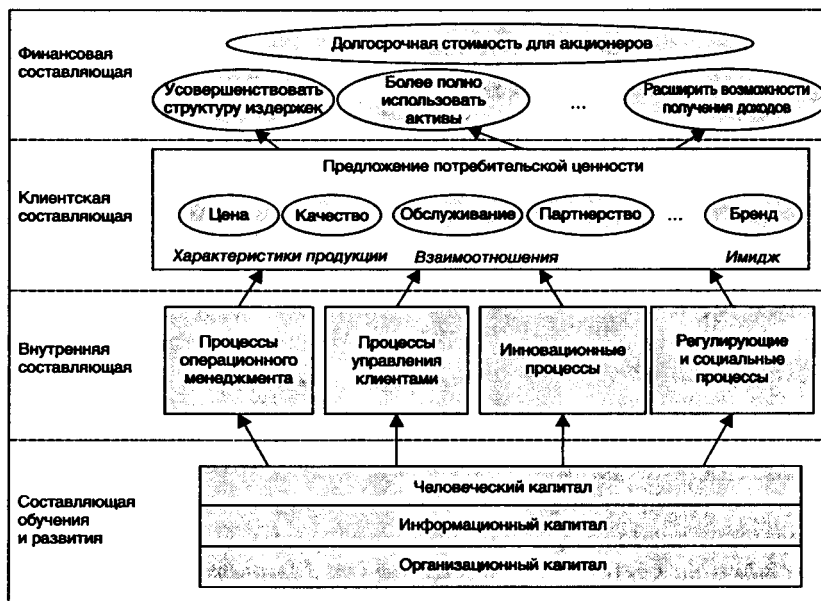 Финансовая
составляющая
Долгосрочная стоимость для акционеров
Усовершенствовать
структуру издержек
Более полно
использовать
активы
...
Расширить возможности
получения доходов
Клиентская
составляющая
Предложение потребительской ценности
Цена
Качество
Обслуживание
Партнерство
...
Бренд
Характеристики продукции
Взаимоотношения
Имидж
Внутренняя
составляющая
Процессы
операционного
менеджмента
Процессы
управления
клиентами
Инновационные
процессы
Регулирующие
и социальные
процессы
Составляющая
обучения
и развития
Человеческий капитал
Информационный капитал
Организационный капитал